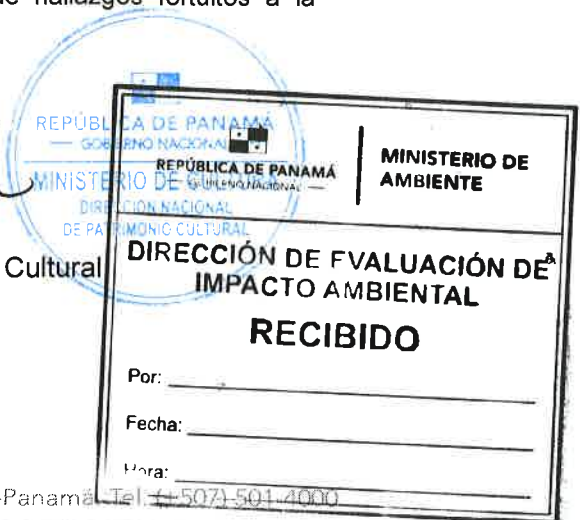 hallazgos fortuitos a la
REPÚBLICA DE PANAMÁ
— GOBIERNO NACIONAL —
MINISTERIO DE
DIRECCIÓN NACIONAL
DE PATRIMONIO CULTURAL
REPÚBLICA DE PANAMÁ
— GOBIERNO NACIONAL —
MINISTERIO DE
AMBIENTE
Cultural
DIRECCIÓN DE EVALUACIÓN DE
IMPACTO AMBIENTAL
RECIBIDO
Por:
Fecha:
Hora:
Panamá Tel: (+507) 501-4000